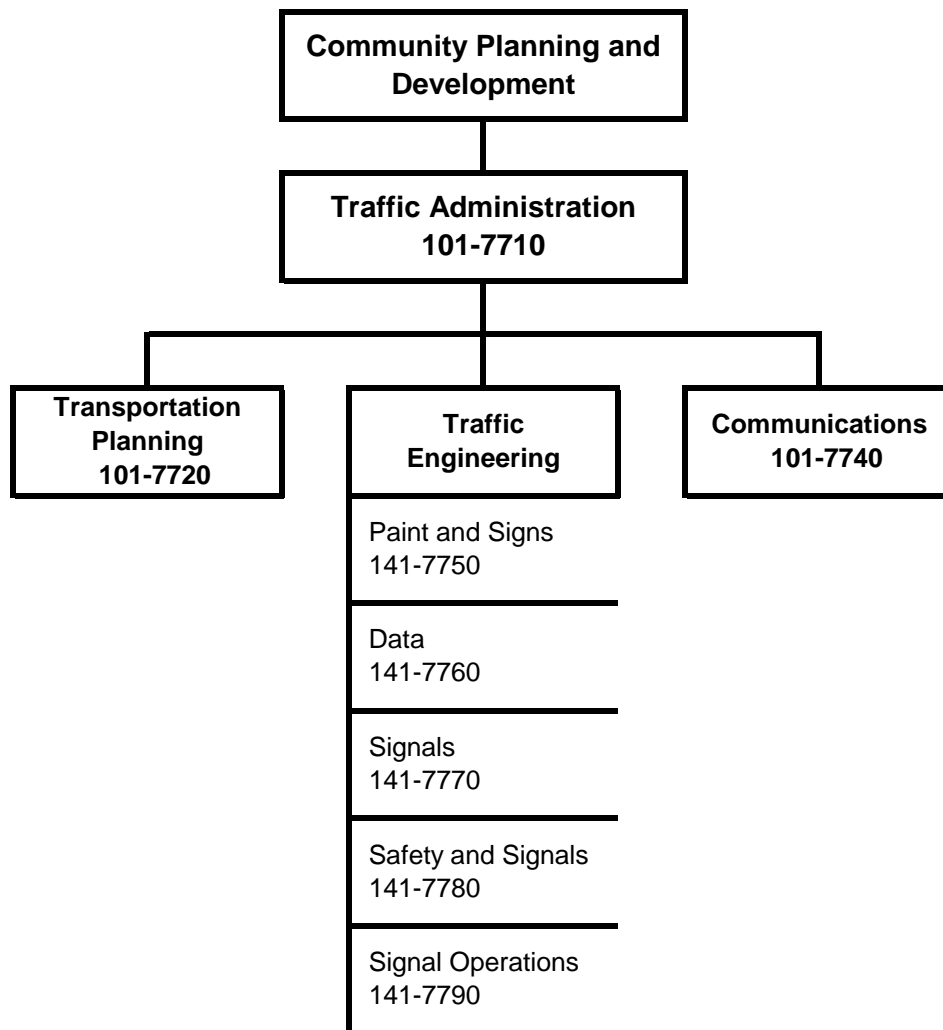 Community Planning and
Development
Traffic Administration
101-7710
Transportation
Planning
101-7720
Traffic
Engineering
Communications
101-7740
Paint and Signs
141-7750
Data
141-7760
Signals
141-7770
Safety and Signals
141-7780
Signal Operations
141-7790